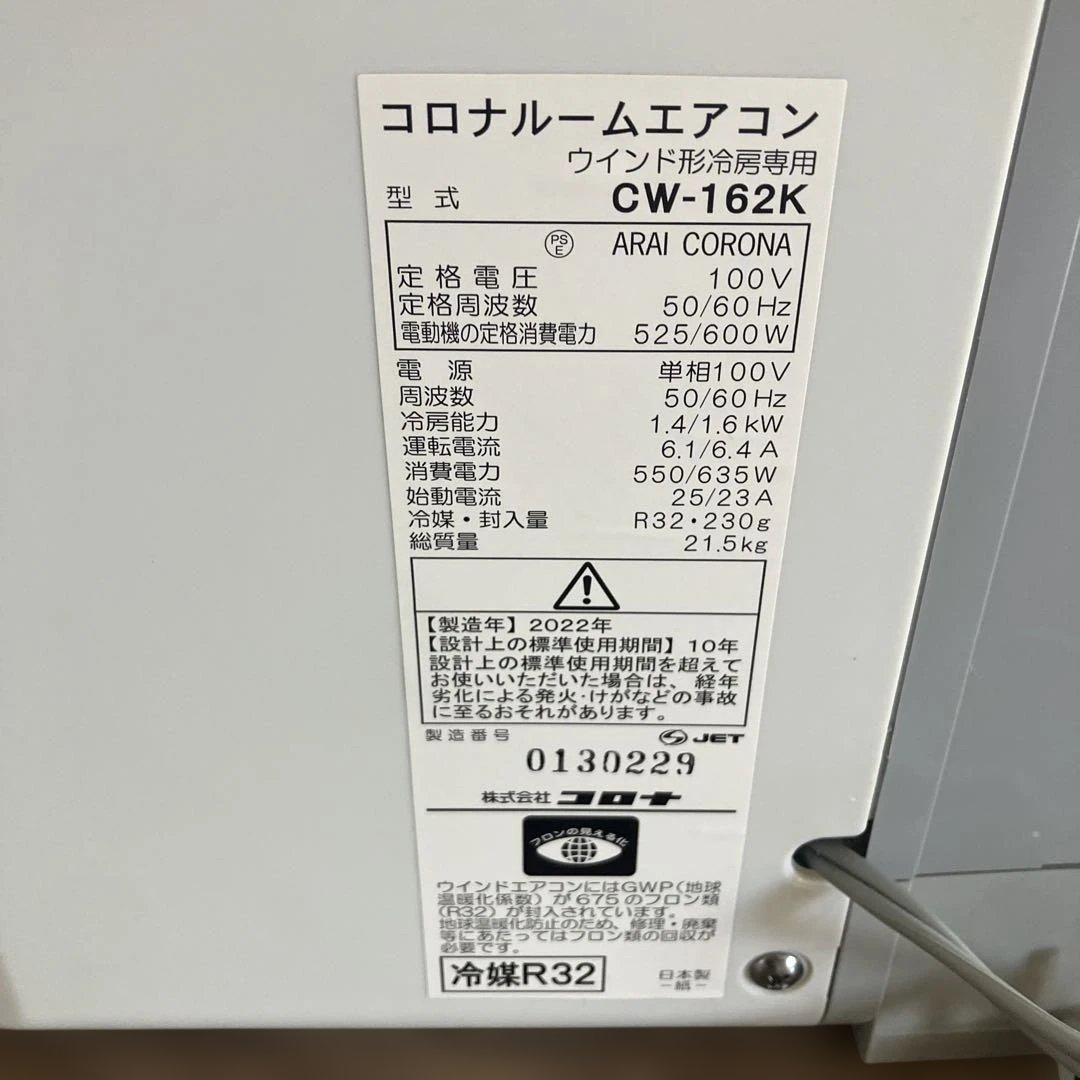 コロナルームエアコン
ウインド形冷房専用
型式 CW-162K
PS E ARAI CORONA
定格電圧 100V
定格周波数 50/60Hz
電動機の定格消費電力 525/600W
電源 単相100V
周波数 50/60Hz
冷房能力 1.4/1.6kW
運転電流 6.1/6.4A
消費電力 550/635W
始動電流 25/23A
冷媒・封入量 R32・230g
総質量 21.5kg
【製造年】2022年
【設計上の標準使用期間】10年
設計上の標準使用期間を超えて
お使いいただいた場合は、経年
劣化による発火・けがなどの事故
に至るおそれがあります。
製造番号 JET
0130229
株式会社 コロナ
フロンの見える化
ウインドエアコンにはGWP(地球
温暖化係数)が675のフロン類
(R32)が封入されています。
地球温暖化防止のため、修理・廃棄
等にあたってはフロン類の回収が
必要です。
冷媒R32
日本製
-紙-